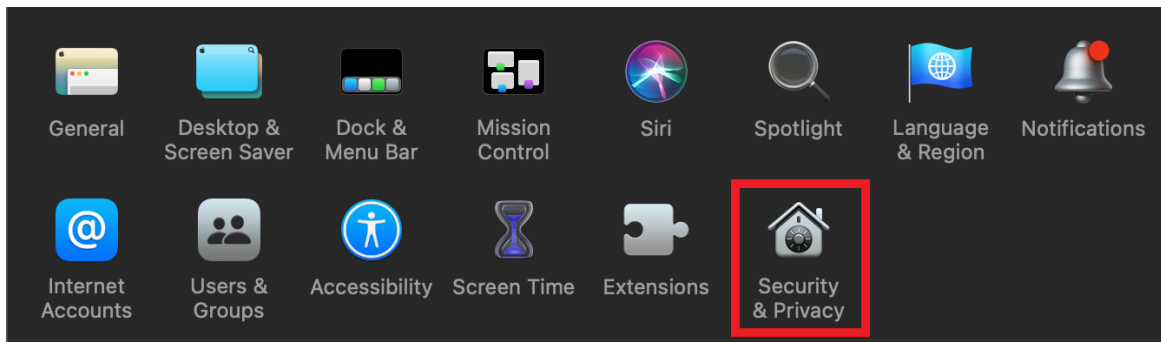 General
Desktop &
Screen Saver
Dock &
Menu Bar
Mission
Control
Siri
Spotlight
Language
& Region
Notifications
Internet
Accounts
Users &
Groups
Accessibility
Screen Time
Extensions
Security
& Privacy